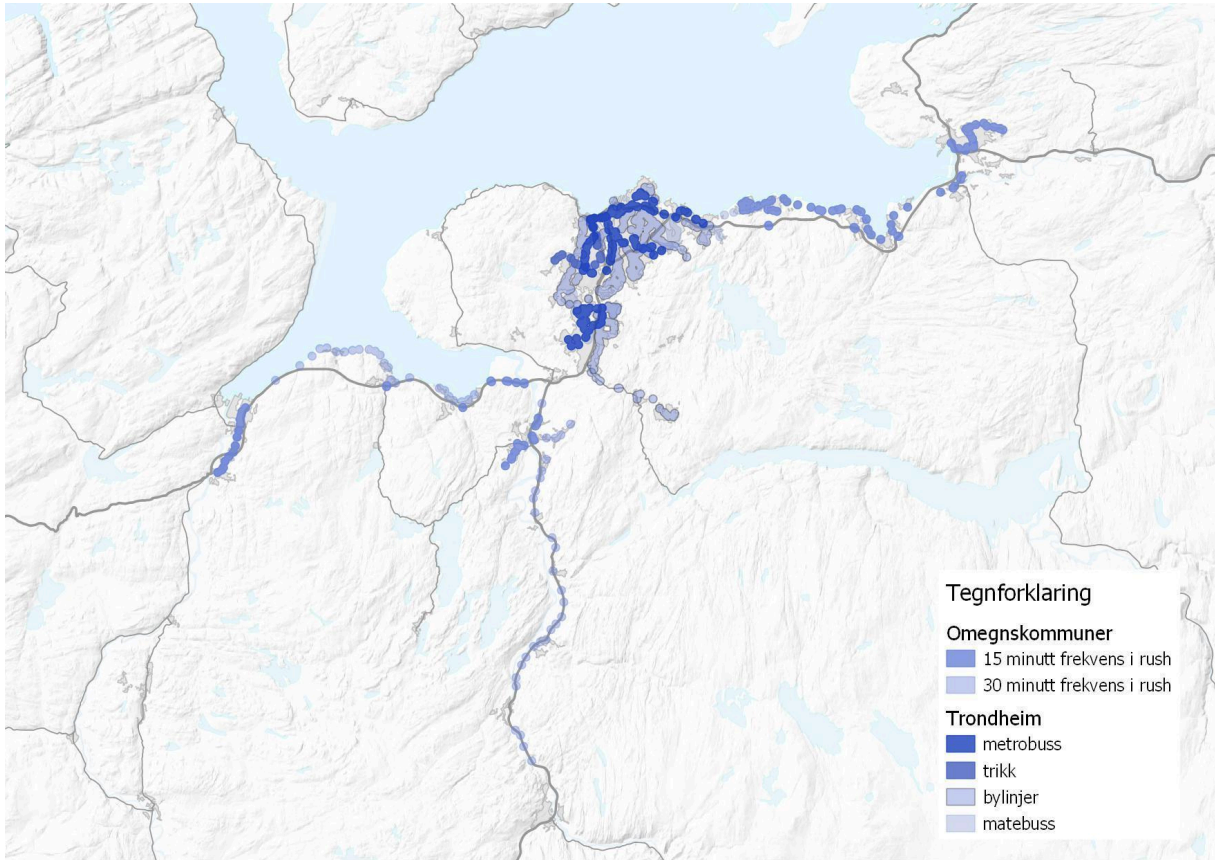 Tegnforklaring
Omegnskommuner
15 minutt frekvens i rush
30 minutt frekvens i rush
Trondheim
metrobuss
trikk
bylinjer
matebuss